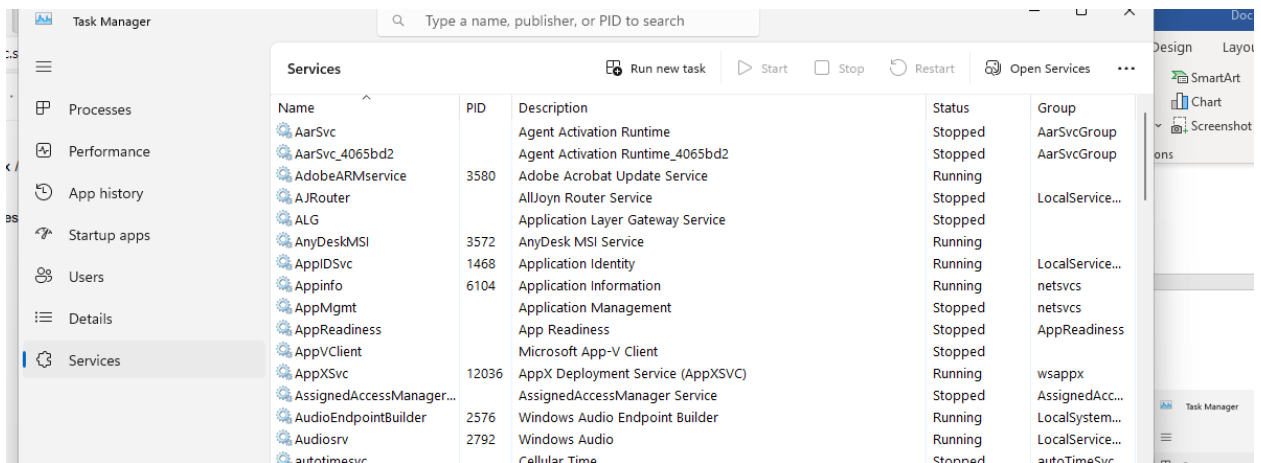 Task Manager
Type a name, publisher, or PID to search
Doc
Design Layou
Services Run new task Start Stop Restart Open Services ...
SmartArt
Chart
Screenshot
ons
Processes
Performance
App history
Startup apps
Users
Details
Services
Name PID Description Status Group
AarSvc Agent Activation Runtime Stopped AarSvcGroup
AarSvc_4065bd2 Agent Activation Runtime_4065bd2 Stopped AarSvcGroup
AdobeARMservice 3580 Adobe Acrobat Update Service Running
AJRouter AllJoyn Router Service Stopped LocalService...
ALG Application Layer Gateway Service Stopped
AnyDeskMSI 3572 AnyDesk MSI Service Running
AppIDSvc 1468 Application Identity Running LocalService...
Appinfo 6104 Application Information Running netsvcs
AppMgmt Application Management Stopped netsvcs
AppReadiness App Readiness Stopped AppReadiness
AppVClient Microsoft App-V Client Stopped
AppXSvc 12036 AppX Deployment Service (AppXSVC) Running wsappx
AssignedAccessManager... AssignedAccessManager Service Stopped AssignedAcc...
AudioEndpointBuilder 2576 Windows Audio Endpoint Builder Running LocalSystem...
Audiosrv 2792 Windows Audio Running LocalService...
autotimesvc Cellular Time Stopped autoTimeSvc
Task Manager